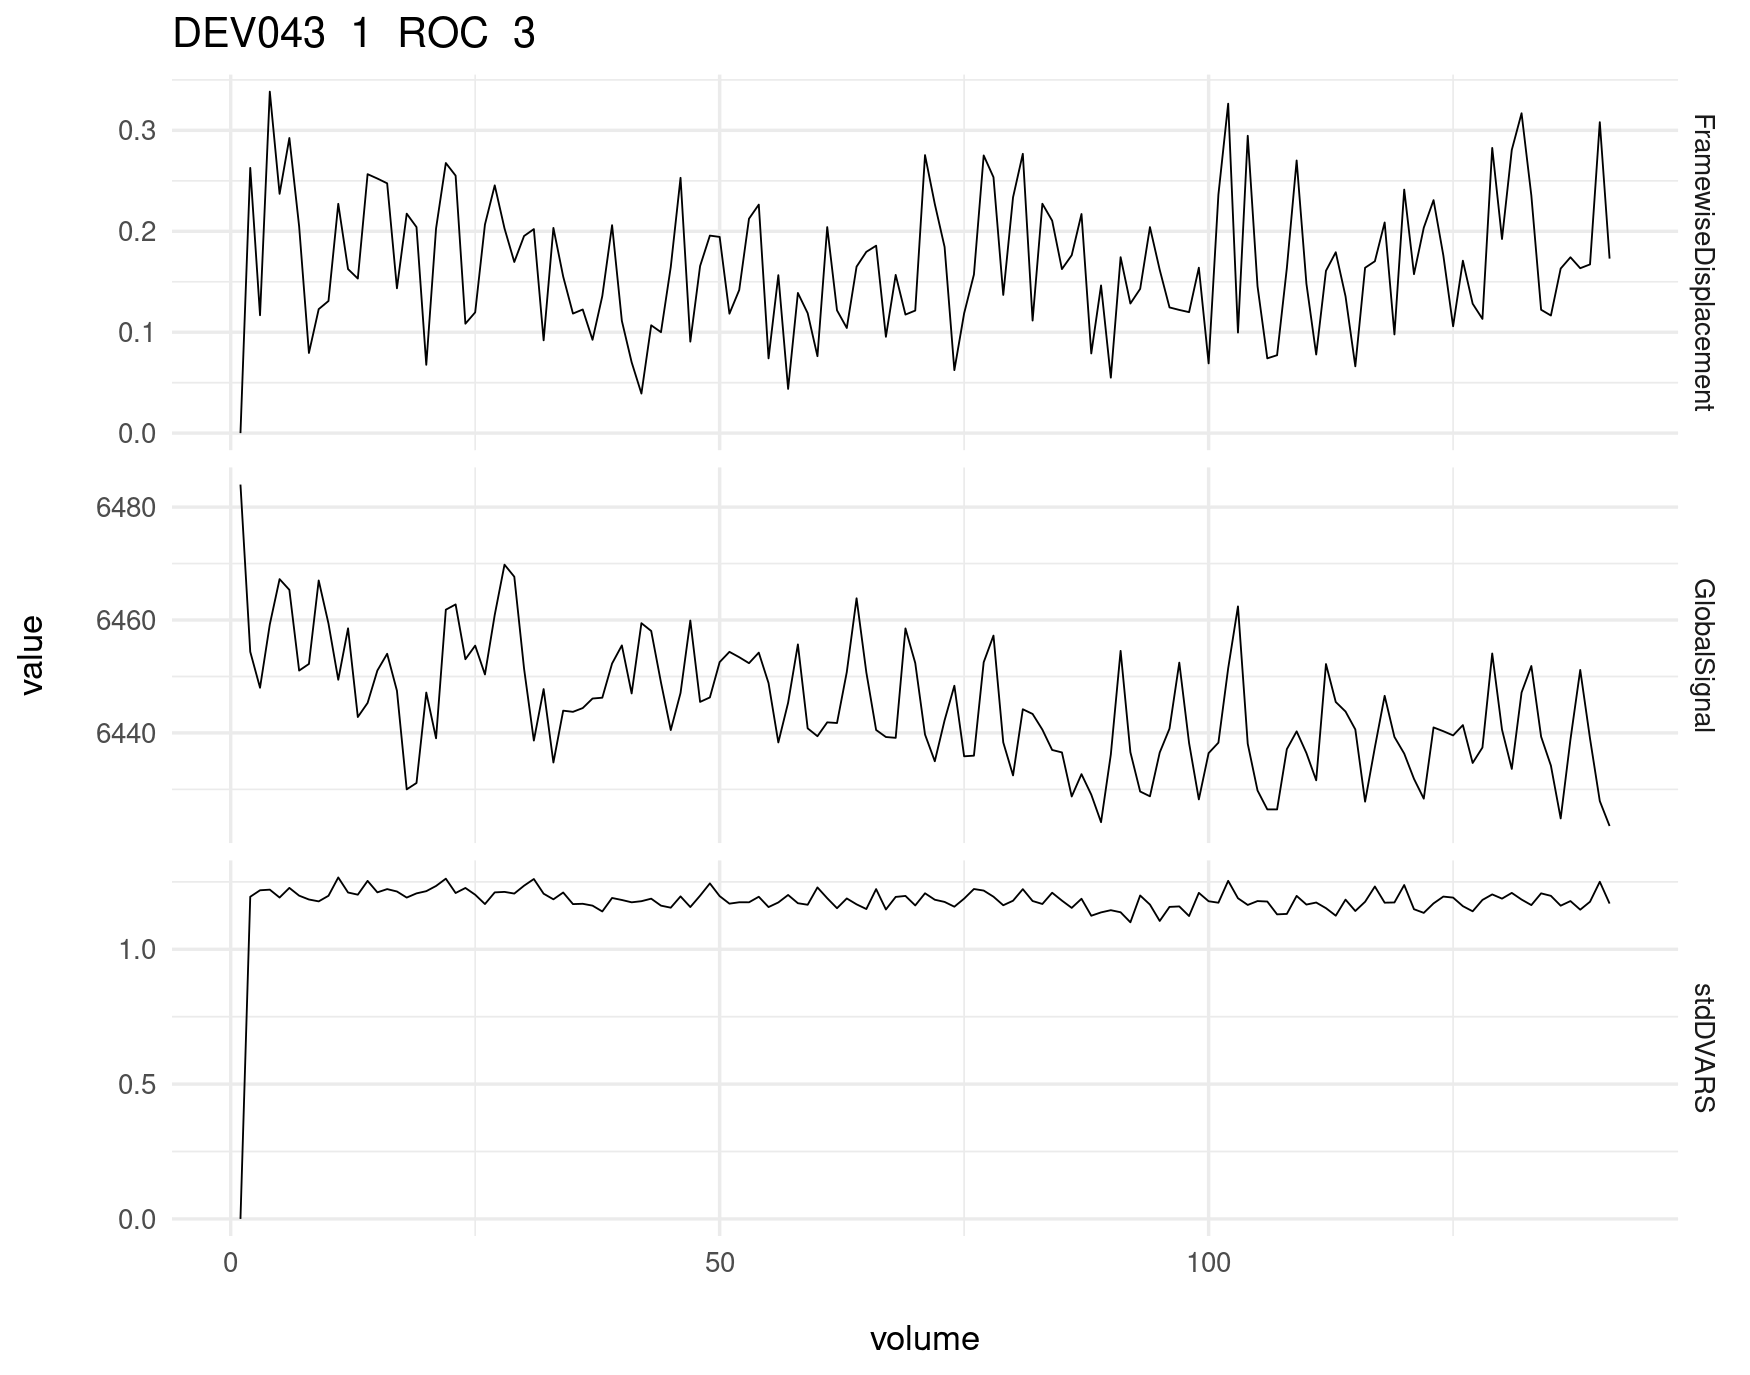 DEV043 1 ROC 3
value
0.3
0.2
0.1
0.0
FramewiseDisplacement
6480
6460
6440
GlobalSignal
1.0
0.5
0.0
stdDVARS
0 50 100
volume